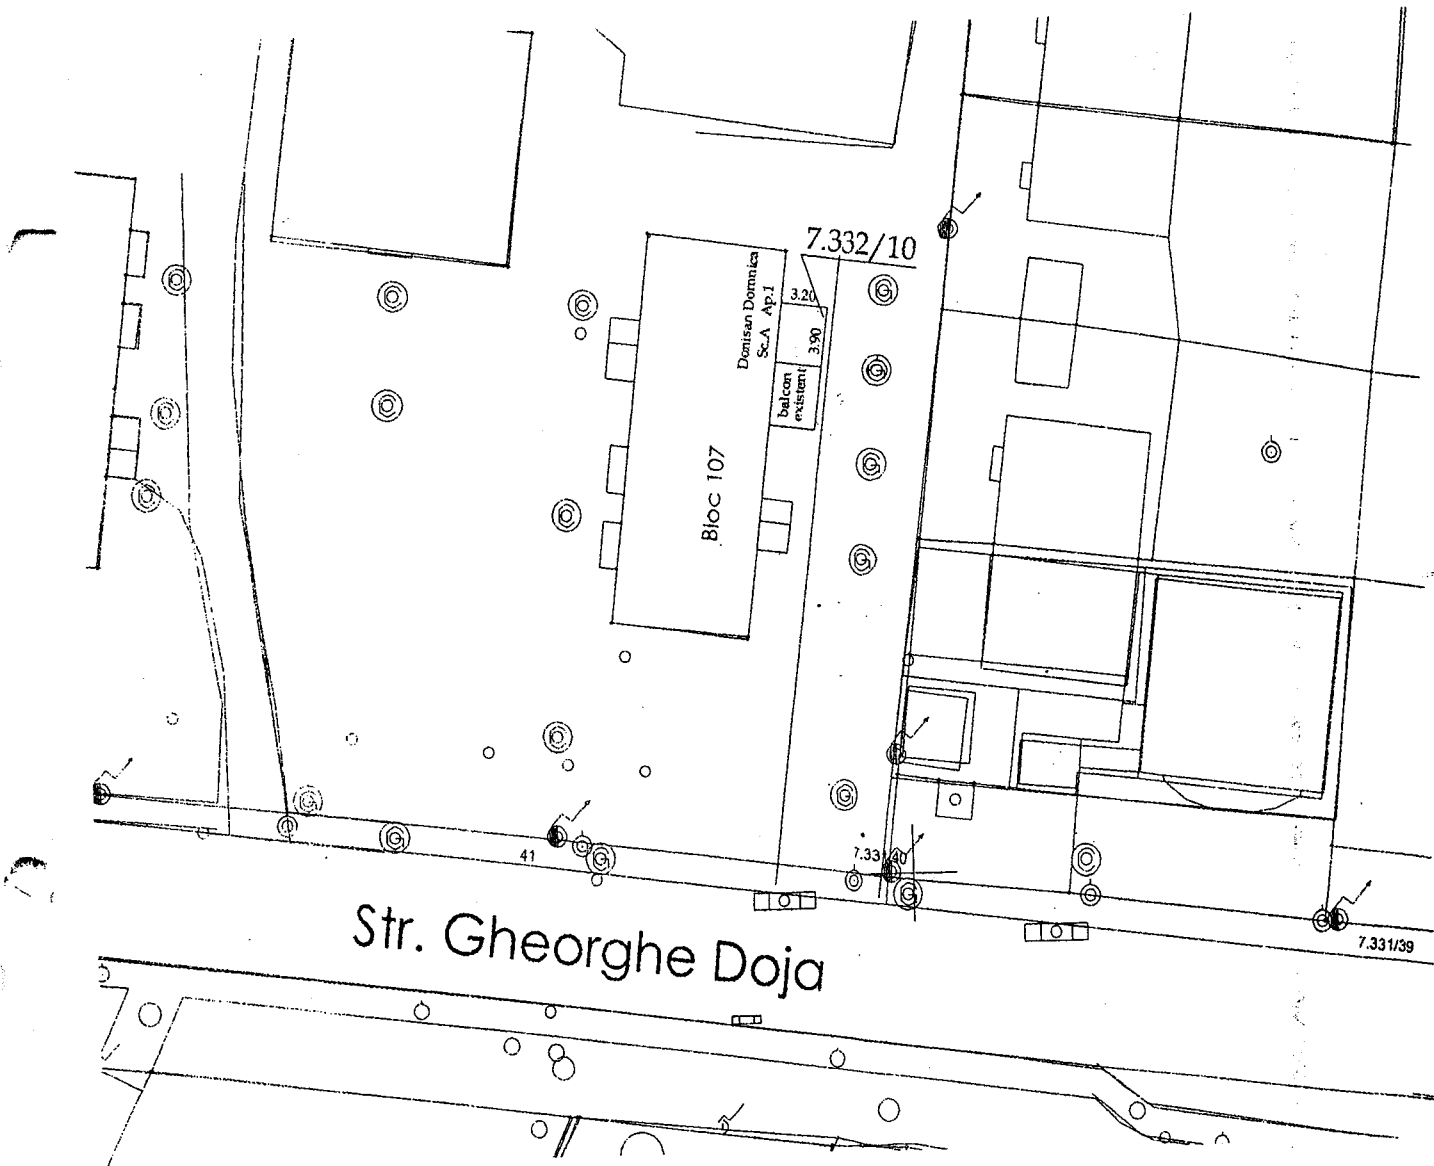 7.332/10
Donisan Domnica
Sc.A Ap.1
3.20
3.90
balcon
existent
Bloc 107
41
7.331/40
Str. Gheorghe Doja
7.331/39